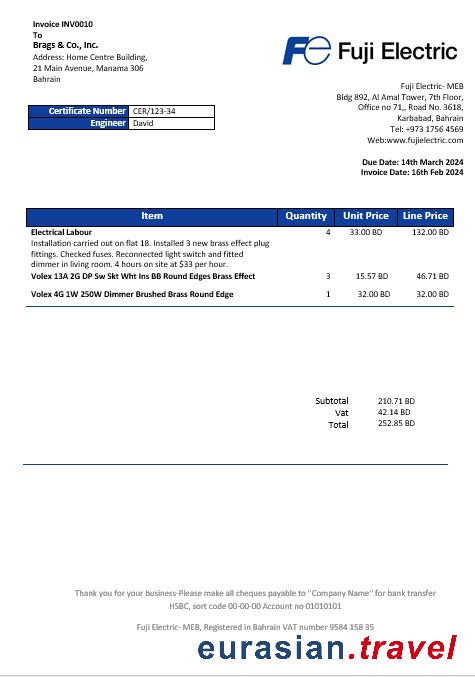 Invoice INV0010
To
Brags & Co., Inc.
Address: Home Centre Building,
21 Main Avenue, Manama 306
Bahrain
Fe Fuji Electric
Fuji Electric- MEB
Bldg 892, Al Amal Tower, 7th Floor,
Office no 71,, Road No. 3618,
Karbabad, Bahrain
Tel: +973 1756 4569
Web:www.fujielectric.com
Certificate Number CER/123-34
Engineer David
Due Date: 14th March 2024
Invoice Date: 16th Feb 2024
Item Quantity Unit Price Line Price
Electrical Labour 4 33.00 BD 132.00 BD
Installation carried out on flat 18. Installed 3 new brass effect plug
fittings. Checked fuses. Reconnected light switch and fitted
dimmer in living room. 4 hours on site at $33 per hour.
Volex 13A 2G DP Sw Skt Wht Ins BB Round Edges Brass Effect 3 15.57 BD 46.71 BD
Volex 4G 1W 250W Dimmer Brushed Brass Round Edge 1 32.00 BD 32.00 BD
Subtotal 210.71 BD
Vat 42.14 BD
Total 252.85 BD
Thank you for your business-Please make all cheques payable to "Company Name" for bank transfer
HSBC, sort code 00-00-00 Account no 01010101
Fuji Electric- MEB, Registered in Bahrain VAT number 9584 158 35
eurasian.travel